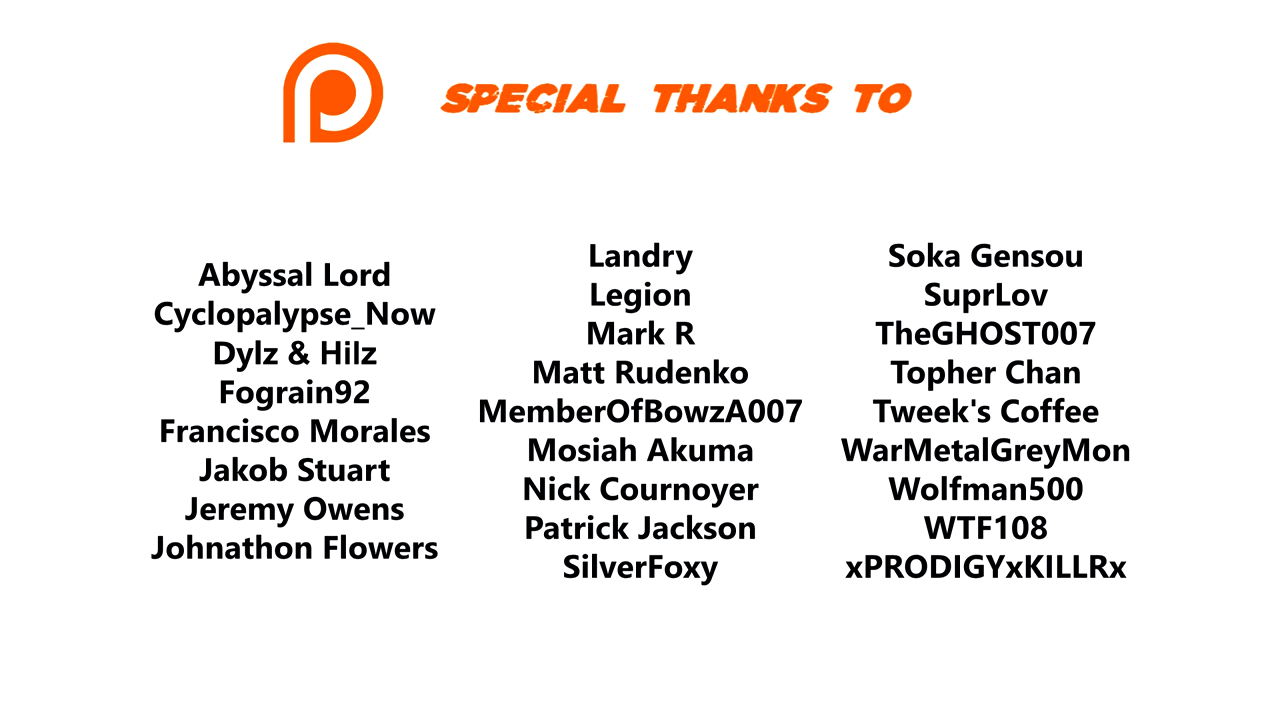 SPECIAL THANKS TO
Abyssal Lord
Cyclopalypse_Now
Dylz & Hilz
Fograin92
Francisco Morales
Jakob Stuart
Jeremy Owens
Johnathon Flowers
Landry
Legion
Mark R
Matt Rudenko
MemberOfBowzA007
Mosiah Akuma
Nick Cournoyer
Patrick Jackson
SilverFoxy
Soka Gensou
SuprLov
TheGHOST007
Topher Chan
Tweek's Coffee
WarMetalGreyMon
Wolfman500
WTF108
xPRODIGYxKILLRx